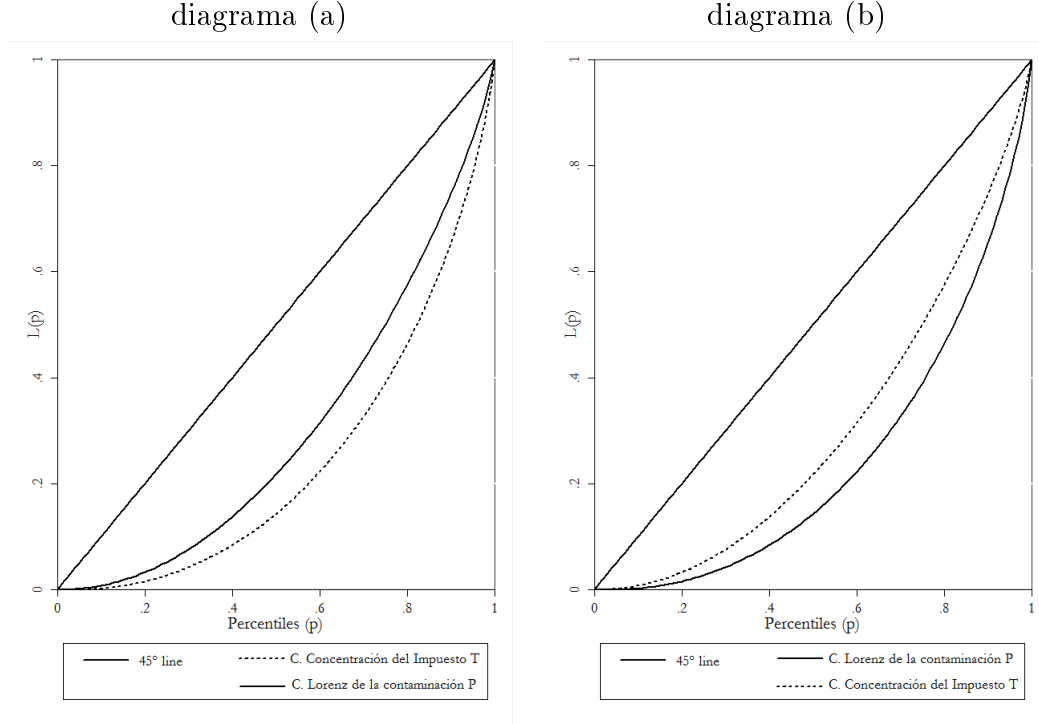 diagrama (a)
1
.8
.6
.4
.2
0
L(p)
0 .2 .4 .6 .8 1
Percentiles (p)
45° line
C. Concentración del Impuesto T
C. Lorenz de la contaminación P
diagrama (b)
1
.8
.6
.4
.2
0
L(p)
0 .2 .4 .6 .8 1
Percentiles (p)
45° line
C. Lorenz de la contaminación P
C. Concentración del Impuesto T